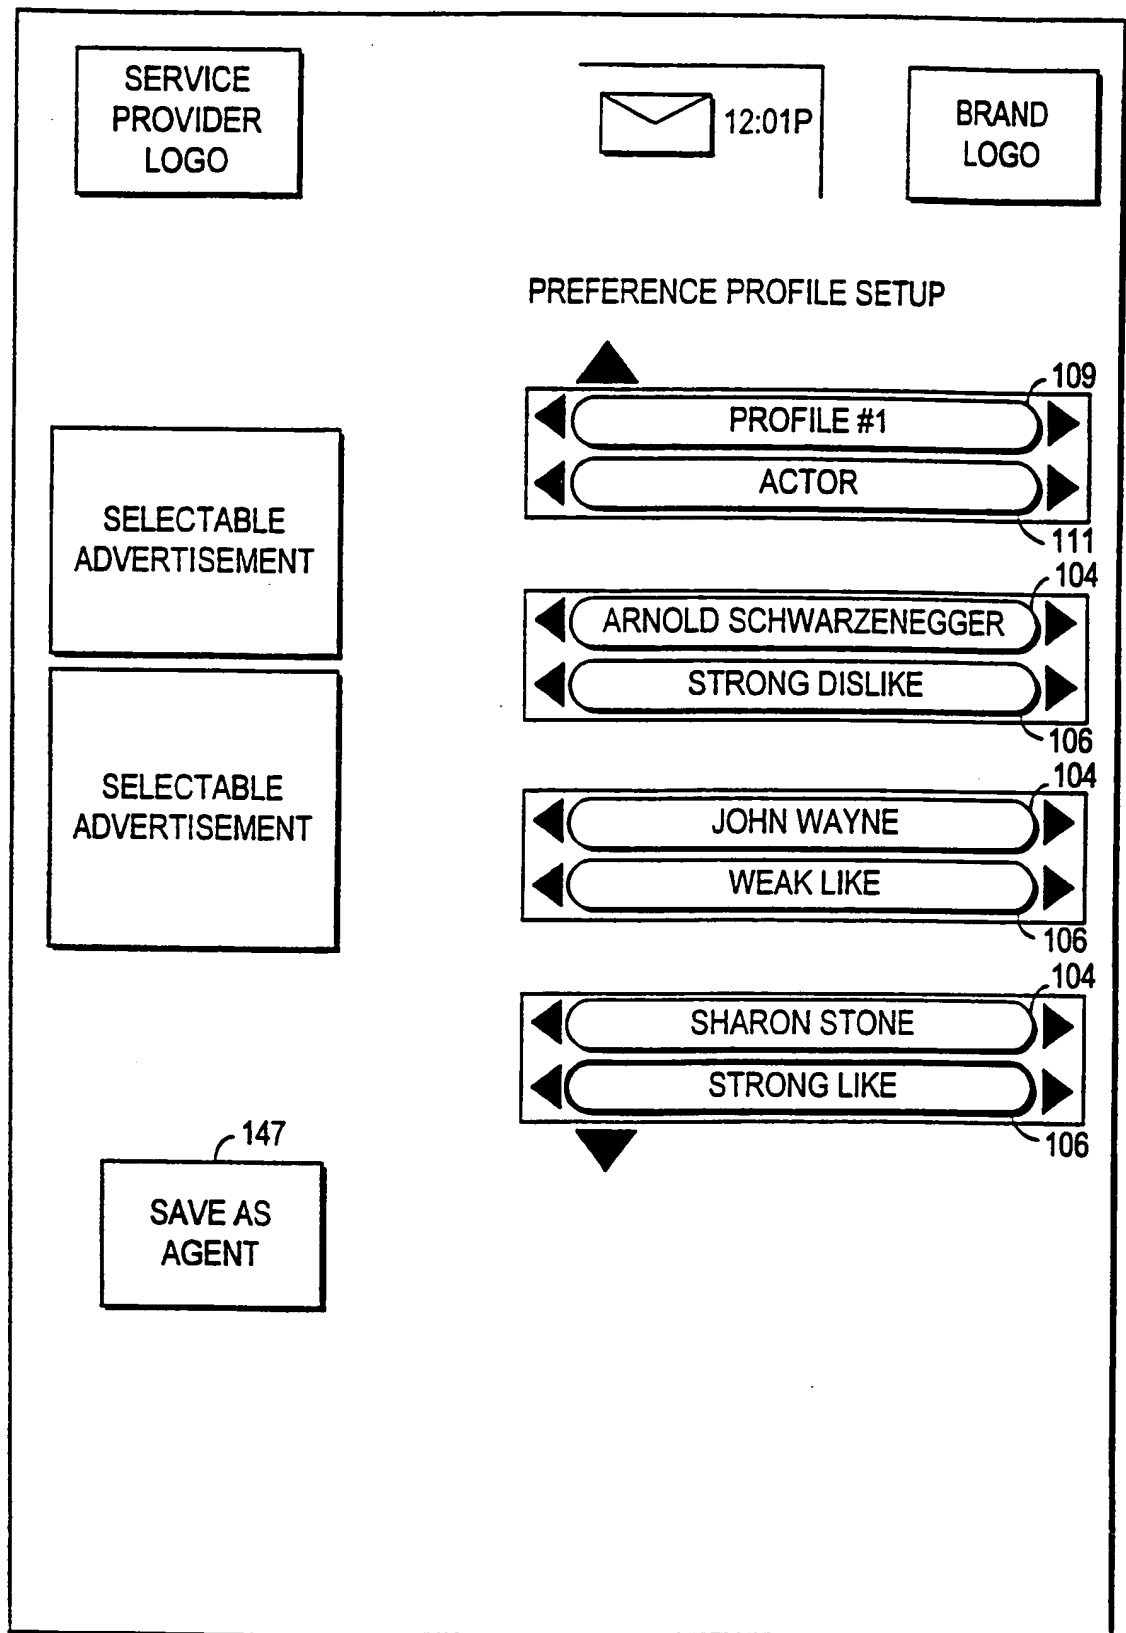 SERVICE
PROVIDER
LOGO
12:01P
BRAND
LOGO
PREFERENCE PROFILE SETUP
109
PROFILE #1
ACTOR
111
SELECTABLE
ADVERTISEMENT
104
ARNOLD SCHWARZENEGGER
STRONG DISLIKE
106
SELECTABLE
ADVERTISEMENT
104
JOHN WAYNE
WEAK LIKE
106
104
SHARON STONE
STRONG LIKE
106
147
SAVE AS
AGENT